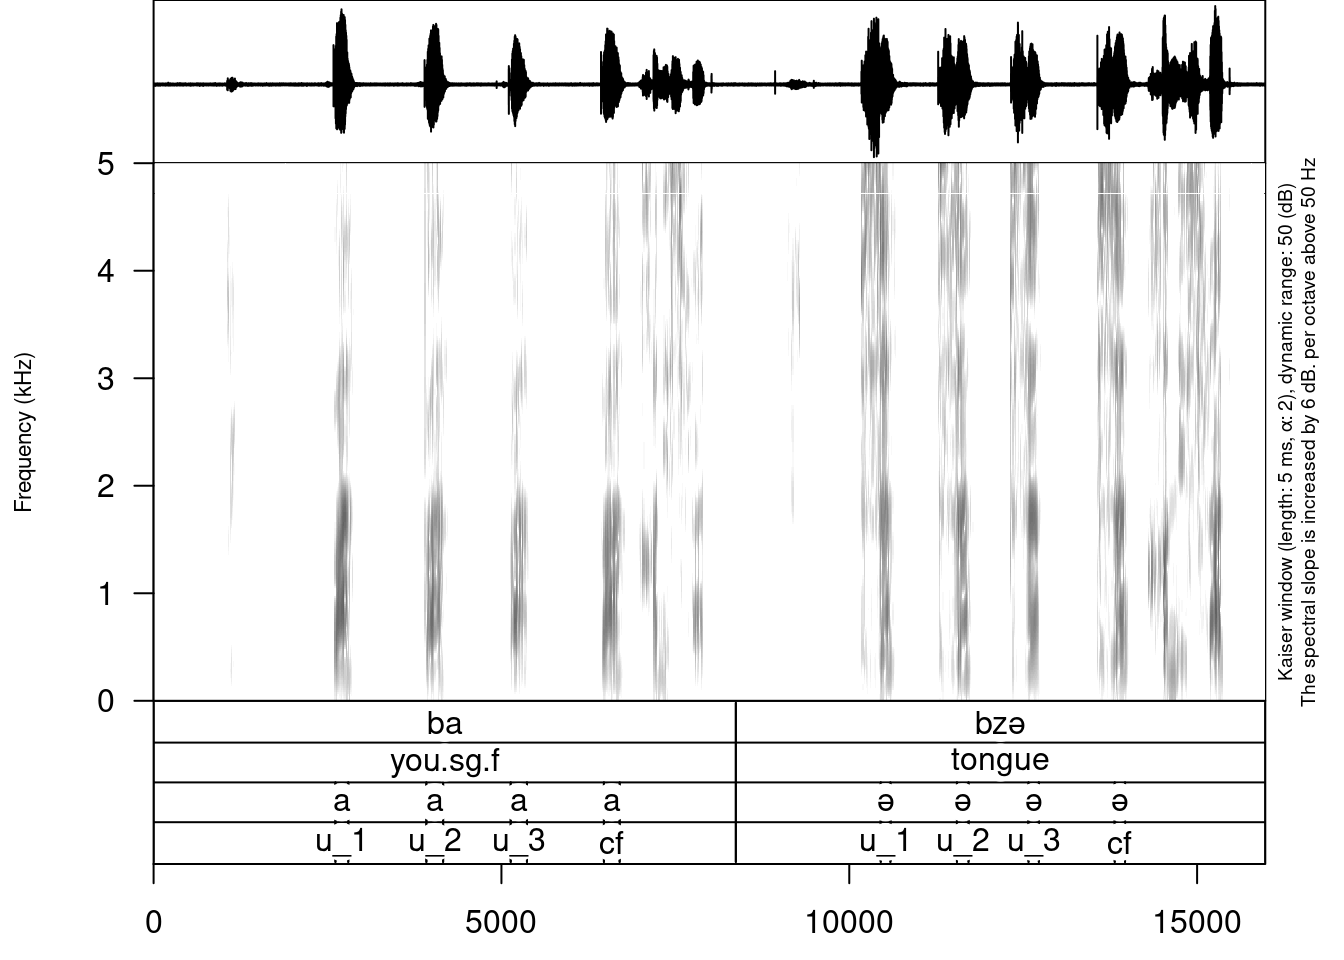 5
4
3
2
1
0
Frequency (kHz)
Kaiser window (length: 5 ms, α: 2), dynamic range: 50 (dB)
The spectral slope is increased by 6 dB. per octave above 50 Hz
ba bzə
you.sg.f tongue
a a a a ə ə ə ə
u_1 u_2 u_3 cf u_1 u_2 u_3 cf
0 5000 10000 15000